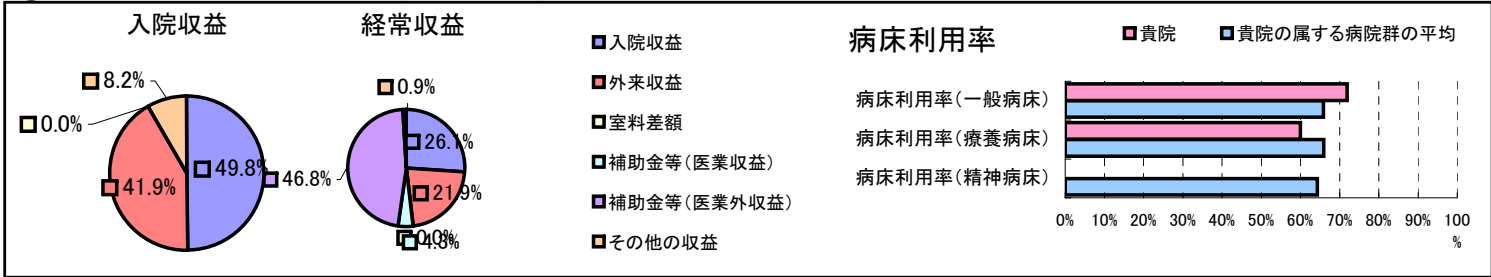 入院収益
8.2%
0.0%
49.8%
41.9%
経常収益
0.9%
26.1%
46.8%
21.9%
0.0%
4.3%
入院収益
外来収益
室料差額
補助金等(医業収益)
補助金等(医業外収益)
その他の収益
病床利用率
貴院
貴院の属する病院群の平均
病床利用率(一般病床)
病床利用率(療養病床)
病床利用率(精神病床)
0% 10% 20% 30% 40% 50% 60% 70% 80% 90% 100
%